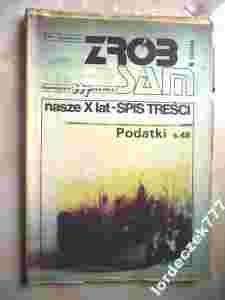 ZRÓB
SAM
nasze X lat-SPIS TREŚCI
Podatki s.48
lordeczek777